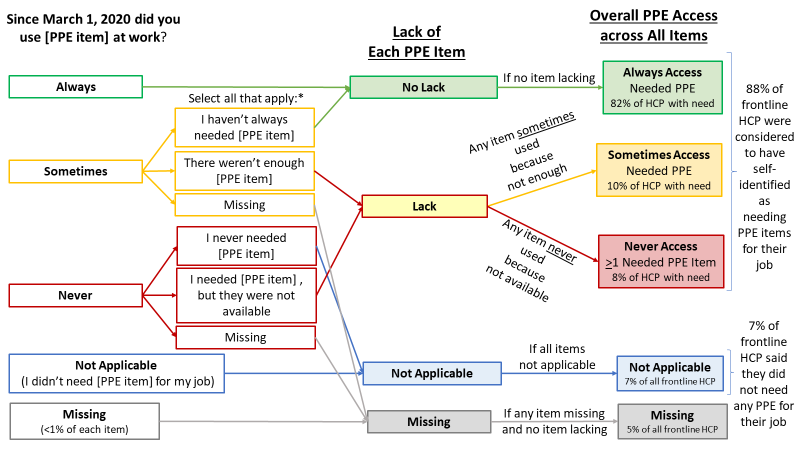 Since March 1, 2020 did you
use [PPE item] at work?
Lack of
Each PPE Item
Overall PPE Access
across All Items
Always
Select all that apply:*
I haven't always
needed [PPE item]
Sometimes
There weren't enough
[PPE item]
Missing
I never needed
[PPE item]
Never
I needed [PPE item] ,
but they were not
available
Missing
Not Applicable
(I didn't need [PPE item] for my job)
Missing
(<1% of each item)
No Lack
Lack
Not Applicable
Missing
If no item lacking
Any item sometimes
used
because
not enough
Any item never
used
because
not available
If all items
not applicable
If any item missing
and no item lacking
Always Access
Needed PPE
82% of HCP with need
Sometimes Access
Needed PPE
10% of HCP with need
Never Access
>1 Needed PPE Item
8% of HCP with need
Not Applicable
7% of all frontline HCP
Missing
5% of all frontline HCP
88% of
frontline
HCP were
considered
to have
self-
identified
as
needing
PPE items
for their
job
7% of
frontline
HCP said
they did
not need
any PPE for
their job